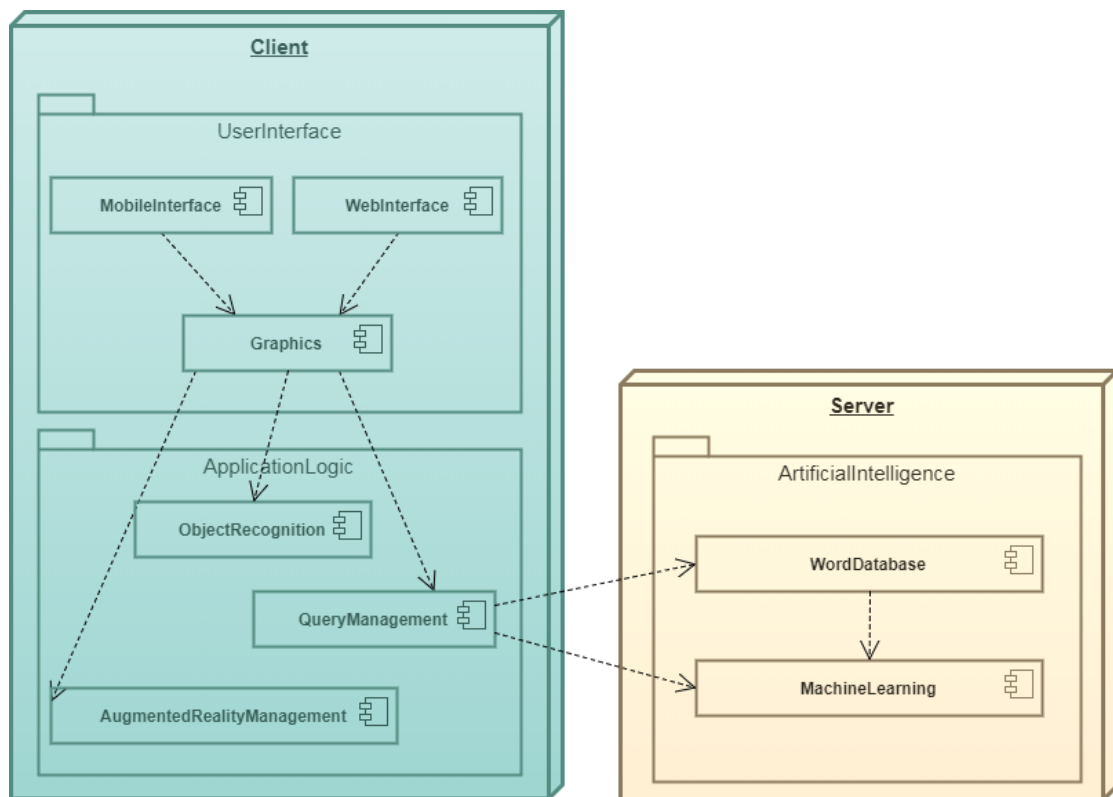 Client
UserInterface
MobileInterface
WebInterface
Graphics
ApplicationLogic
ObjectRecognition
QueryManagement
AugmentedRealityManagement
Server
ArtificialIntelligence
WordDatabase
MachineLearning